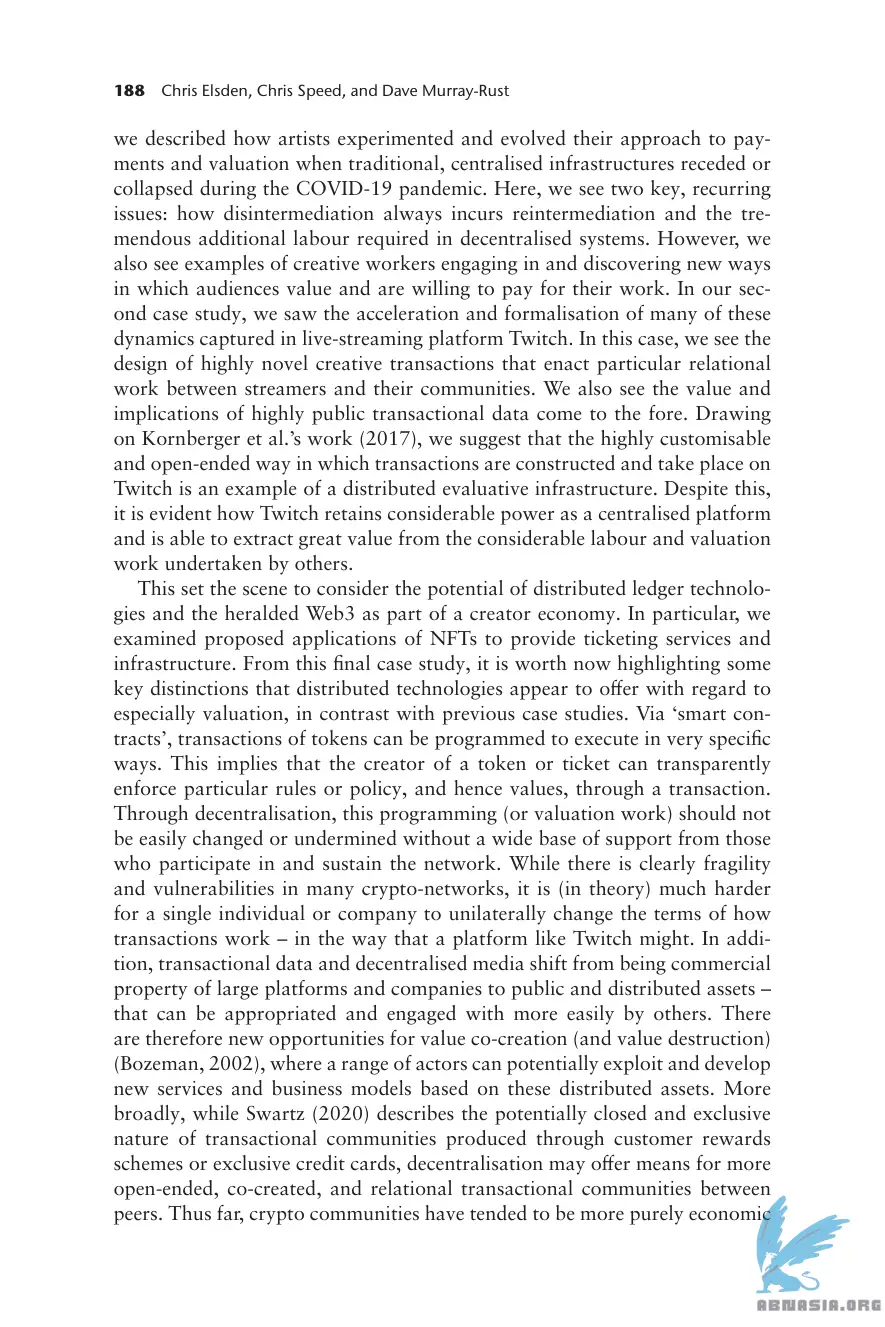 188 Chris Elsden, Chris Speed, and Dave Murray-Rust
we described how artists experimented and evolved their approach to pay-
ments and valuation when traditional, centralised infrastructures receded or
collapsed during the COVID-19 pandemic. Here, we see two key, recurring
issues: how disintermediation always incurs reintermediation and the tre-
mendous additional labour required in decentralised systems. However, we
also see examples of creative workers engaging in and discovering new ways
in which audiences value and are willing to pay for their work. In our sec-
ond case study, we saw the acceleration and formalisation of many of these
dynamics captured in live-streaming platform Twitch. In this case, we see the
design of highly novel creative transactions that enact particular relational
work between streamers and their communities. We also see the value and
implications of highly public transactional data come to the fore. Drawing
on Kornberger et al.’s work (2017), we suggest that the highly customisable
and open-ended way in which transactions are constructed and take place on
Twitch is an example of a distributed evaluative infrastructure. Despite this,
it is evident how Twitch retains considerable power as a centralised platform
and is able to extract great value from the considerable labour and valuation
work undertaken by others.
This set the scene to consider the potential of distributed ledger technolo-
gies and the heralded Web3 as part of a creator economy. In particular, we
examined proposed applications of NFTs to provide ticketing services and
infrastructure. From this final case study, it is worth now highlighting some
key distinctions that distributed technologies appear to offer with regard to
especially valuation, in contrast with previous case studies. Via ‘smart con-
tracts’, transactions of tokens can be programmed to execute in very specific
ways. This implies that the creator of a token or ticket can transparently
enforce particular rules or policy, and hence values, through a transaction.
Through decentralisation, this programming (or valuation work) should not
be easily changed or undermined without a wide base of support from those
who participate in and sustain the network. While there is clearly fragility
and vulnerabilities in many crypto-networks, it is (in theory) much harder
for a single individual or company to unilaterally change the terms of how
transactions work – in the way that a platform like Twitch might. In addi-
tion, transactional data and decentralised media shift from being commercial
property of large platforms and companies to public and distributed assets –
that can be appropriated and engaged with more easily by others. There
are therefore new opportunities for value co-creation (and value destruction)
(Bozeman, 2002), where a range of actors can potentially exploit and develop
new services and business models based on these distributed assets. More
broadly, while Swartz (2020) describes the potentially closed and exclusive
nature of transactional communities produced through customer rewards
schemes or exclusive credit cards, decentralisation may offer means for more
open-ended, co-created, and relational transactional communities between
peers. Thus far, crypto communities have tended to be more purely economic
ABNASIA.ORG